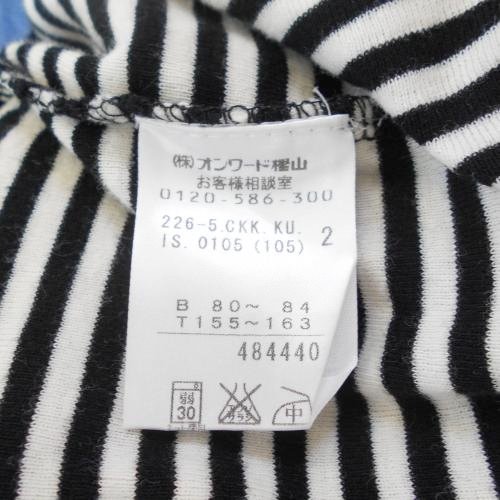 (株)オンワード樫山
お客様相談室
0120-586-300
226-5.CKK.KU.
IS. 0105 (105) 2
B 80～ 84
T155～163
484440
弱
30
中